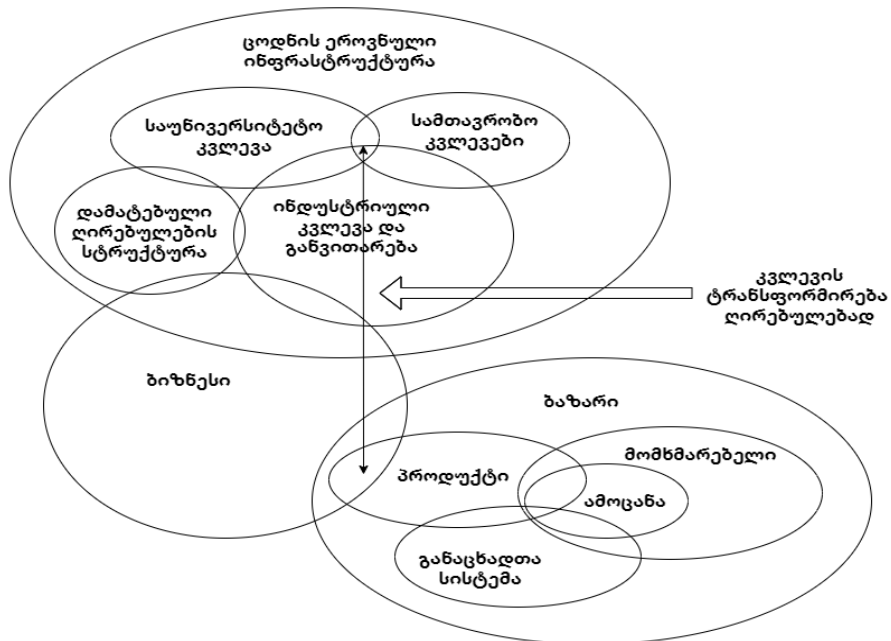 ცოდნის ეროვნული
ინფრასტრუქტურა
საუნივერსიტეტო
კვლევა
სამთავრობო
კვლევები
დამატებული
ღირებულების
სტრუქტურა
ინდუსტრიული
კვლევა და
განვითარება
კვლევის
ტრანსფორმირება
ღირებულებად
ბიზნესი
ბაზარი
პროდუქტი
მომხმარებელი
ამოცანა
განაცხადთა
სისტემა